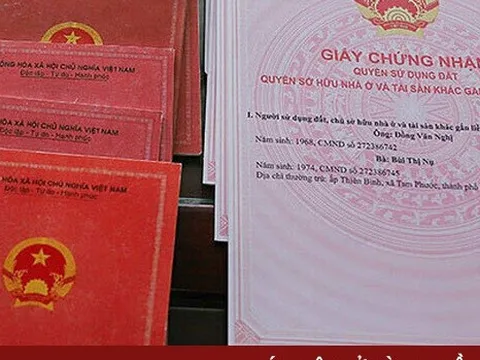 CỘNG HÒA XÃ HỘI CHỦ NGHĨA VIỆT NAM
Độc lập - Tự do - Hạnh phúc
HÒA XÃ HỘI CHỦ NGHĨA VIỆT NAM
Độc lập - Tự do - Hạnh phúc
HÒA XÃ HỘI CHỦ NGHĨA VIỆT NAM
Độc lập - Tự do - Hạnh phúc
GIẤY CHỨNG NHẬN
QUYỀN SỬ DỤNG ĐẤT
QUYỀN SỞ HỮU NHÀ Ở VÀ TÀI SẢN KHÁC GẮN
I. Người sử dụng đất, chủ sở hữu nhà ở và tài sản khác gắn liề
Ông: Đồng Văn Nghị
Năm sinh: 1968, CMND số 272386742
Bà: Bùi Thị Nụ
Năm sinh: 1974, CMND số 272386745
Địa chỉ thường trú: ấp Thiên Bình, xã Tam Phước, thành phố